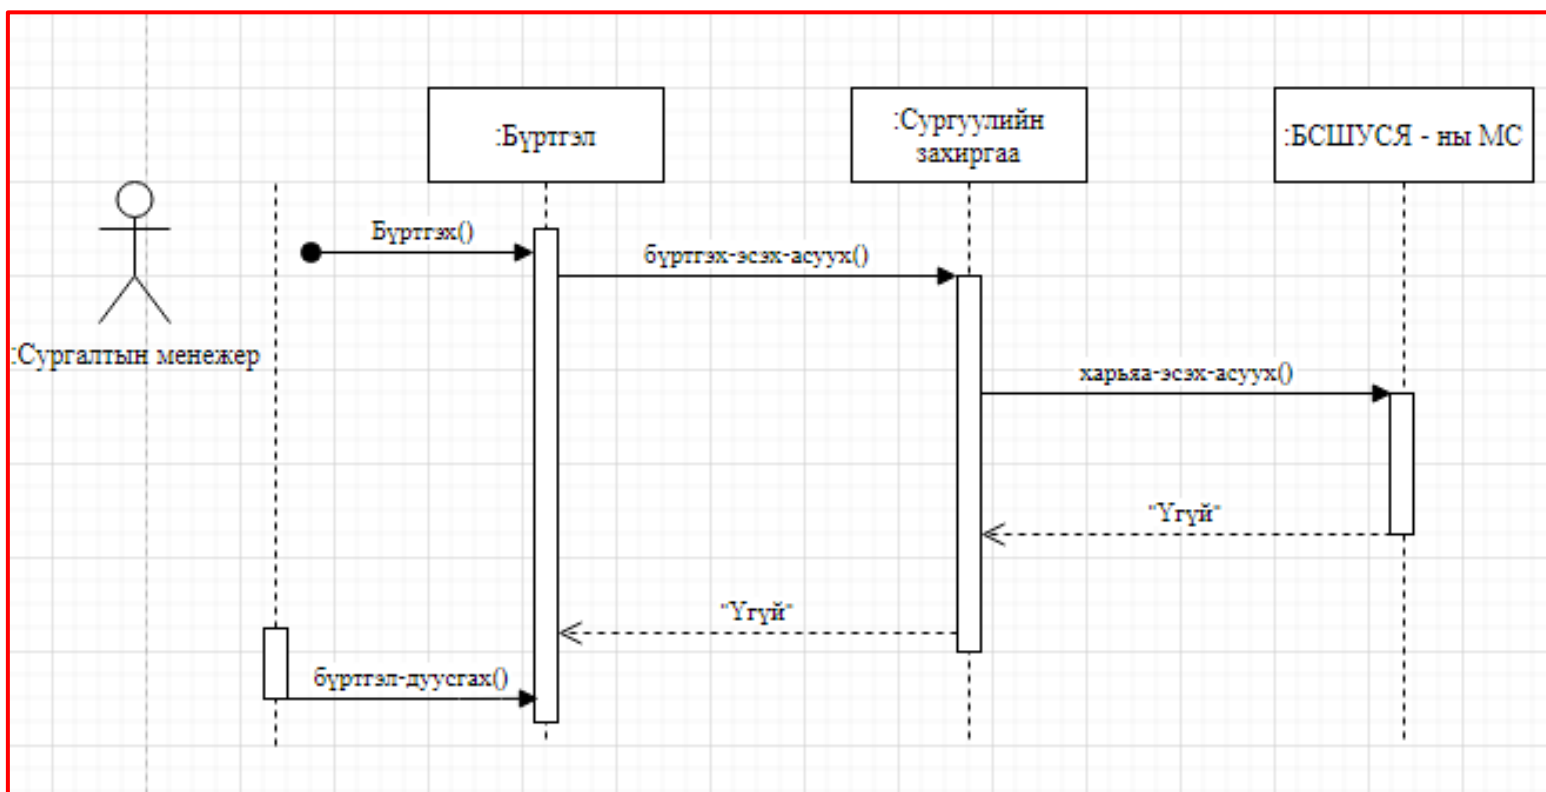 :Бүртгэл
:Сургуулийн
захиргаа
:БСШУСЯ - ны МС
Бүртгэх()
бүртгэх-эсэх-асуух()
:Сургалтын менежер
харьяа-эсэх-асуух()
"Үгүй"
"Үгүй"
бүртгэл-дуусгах()